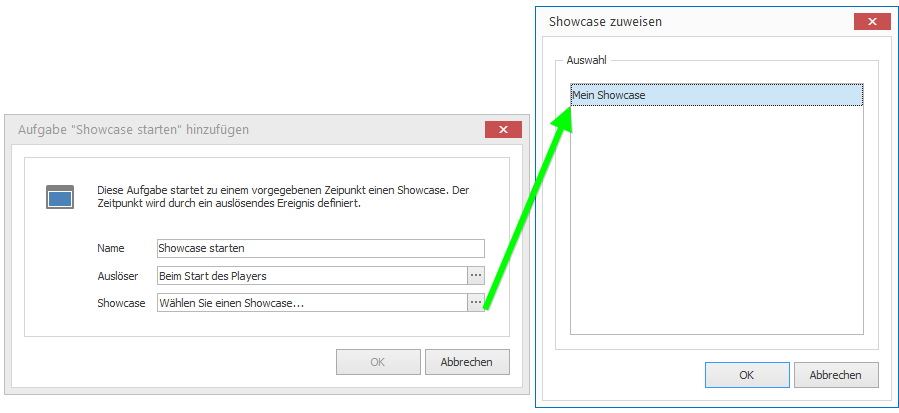 Aufgabe "Showcase starten" hinzufügen
Diese Aufgabe startet zu einem vorgegebenen Zeipunkt einen Showcase. Der
Zeitpunkt wird durch ein auslösendes Ereignis definiert.
Name Showcase starten
Auslöser Beim Start des Players ...
Showcase Wählen Sie einen Showcase... ...
OK Abbrechen
Showcase zuweisen
Auswahl
Mein Showcase
OK Abbrechen